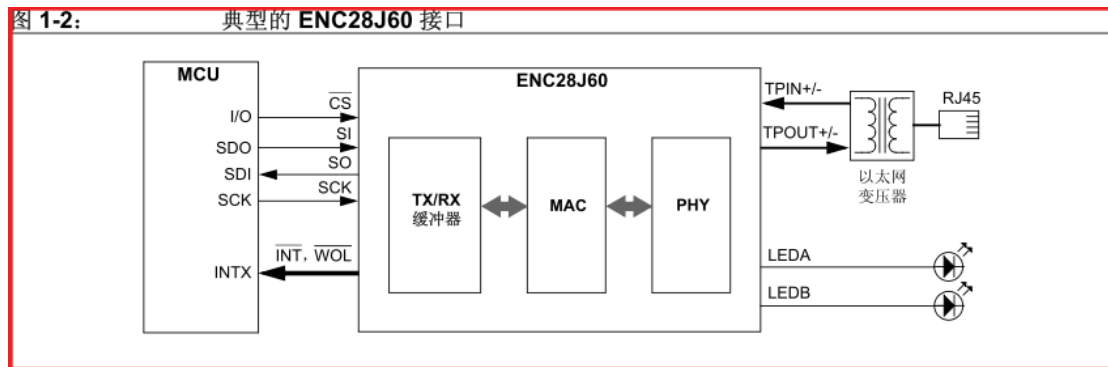 图 1-2： 典型的 ENC28J60 接口
MCU
I/O
SDO
SDI
SCK
INTX
CS
SI
SO
SCK
INT，WOL
ENC28J60
TX/RX
缓冲器
MAC
PHY
TPIN+/-
TPOUT+/-
RJ45
以太网
变压器
LEDA
LEDB